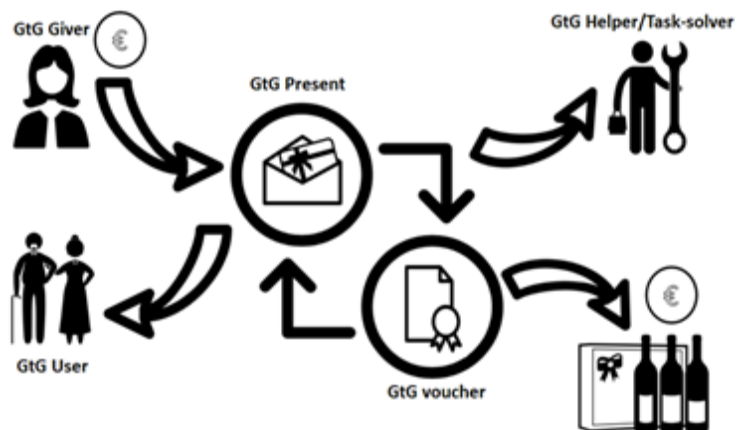 GtG Giver
€
GtG Helper/Task-solver
GtG Present
GtG User
GtG voucher
€